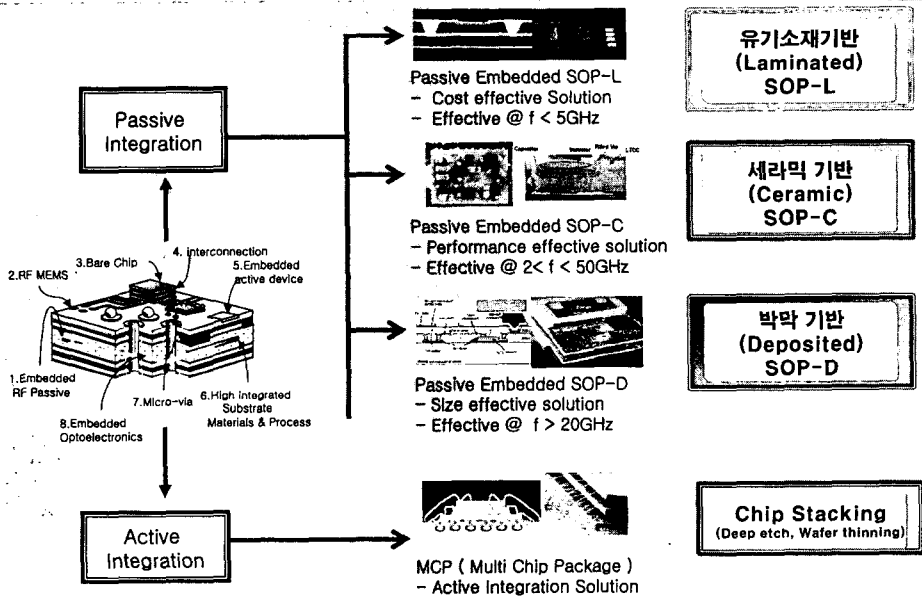 Passive
Integration
Passive Embedded SOP-L
- Cost effective Solution
- Effective @ f < 5GHz
유기소재기반
(Laminated)
SOP-L
LTCC
Passive Embedded SOP-C
- Performance effective solution
- Effective @ 2< f < 50GHz
세라믹 기반
(Ceramic)
SOP-C
2.RF MEMS
3.Bare Chip
4. interconnection
5.Embedded
active device
1.Embedded
RF Passive
7.Micro-via
6.High integrated
Substrate
Materials & Process
8.Embedded
Optoelectronics
Passive Embedded SOP-D
- Size effective solution
- Effective @ f > 20GHz
박막 기반
(Deposited)
SOP-D
Active
Integration
MCP ( Multi Chip Package )
- Active Integration Solution
Chip Stacking
(Deep etch, Wafer thinning)